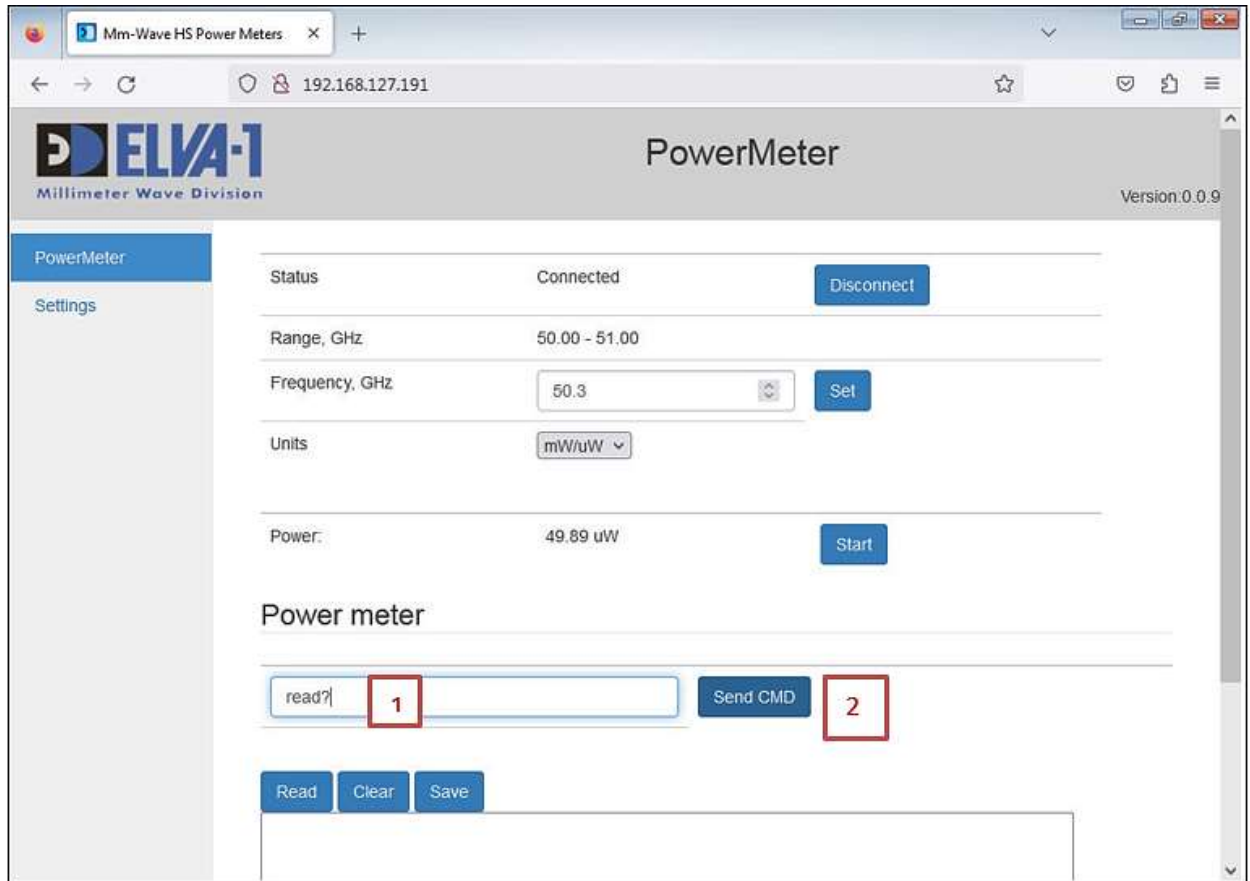 Mm-Wave HS Power Meters
192.168.127.191
ELVA-1
Millimeter Wave Division
PowerMeter
Version:0.0.9
PowerMeter
Settings
Status Connected Disconnect
Range, GHz 50.00 - 51.00
Frequency, GHz 50.3 Set
Units mW/uW
Power: 49.89 uW Start
Power meter
read? 1 Send CMD 2
Read Clear Save